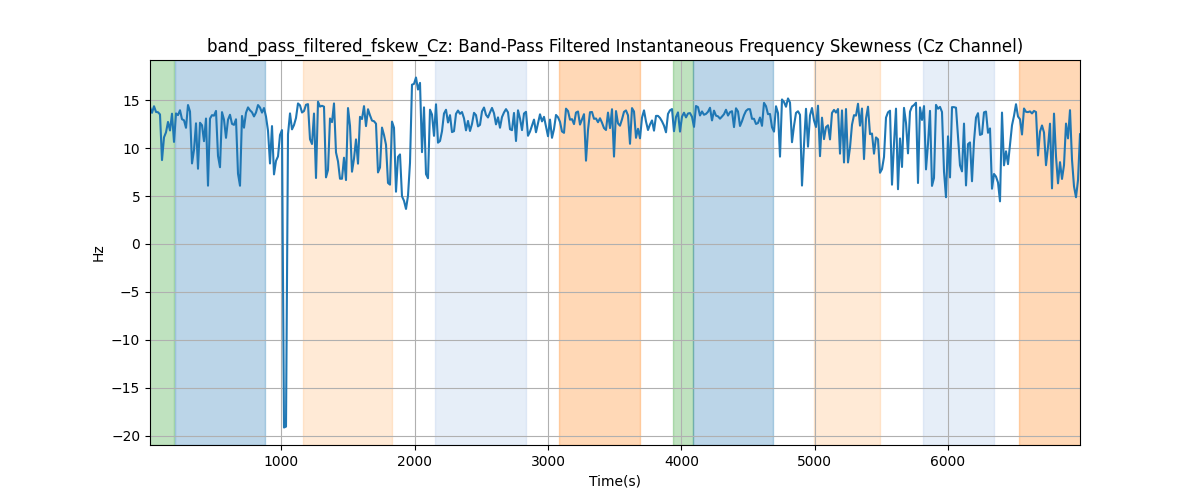 band_pass_filtered_fskew_Cz: Band-Pass Filtered Instantaneous Frequency Skewness (Cz Channel)
15
10
5
0
−5
−10
−15
−20
Hz
1000 2000 3000 4000 5000 6000
Time(s)